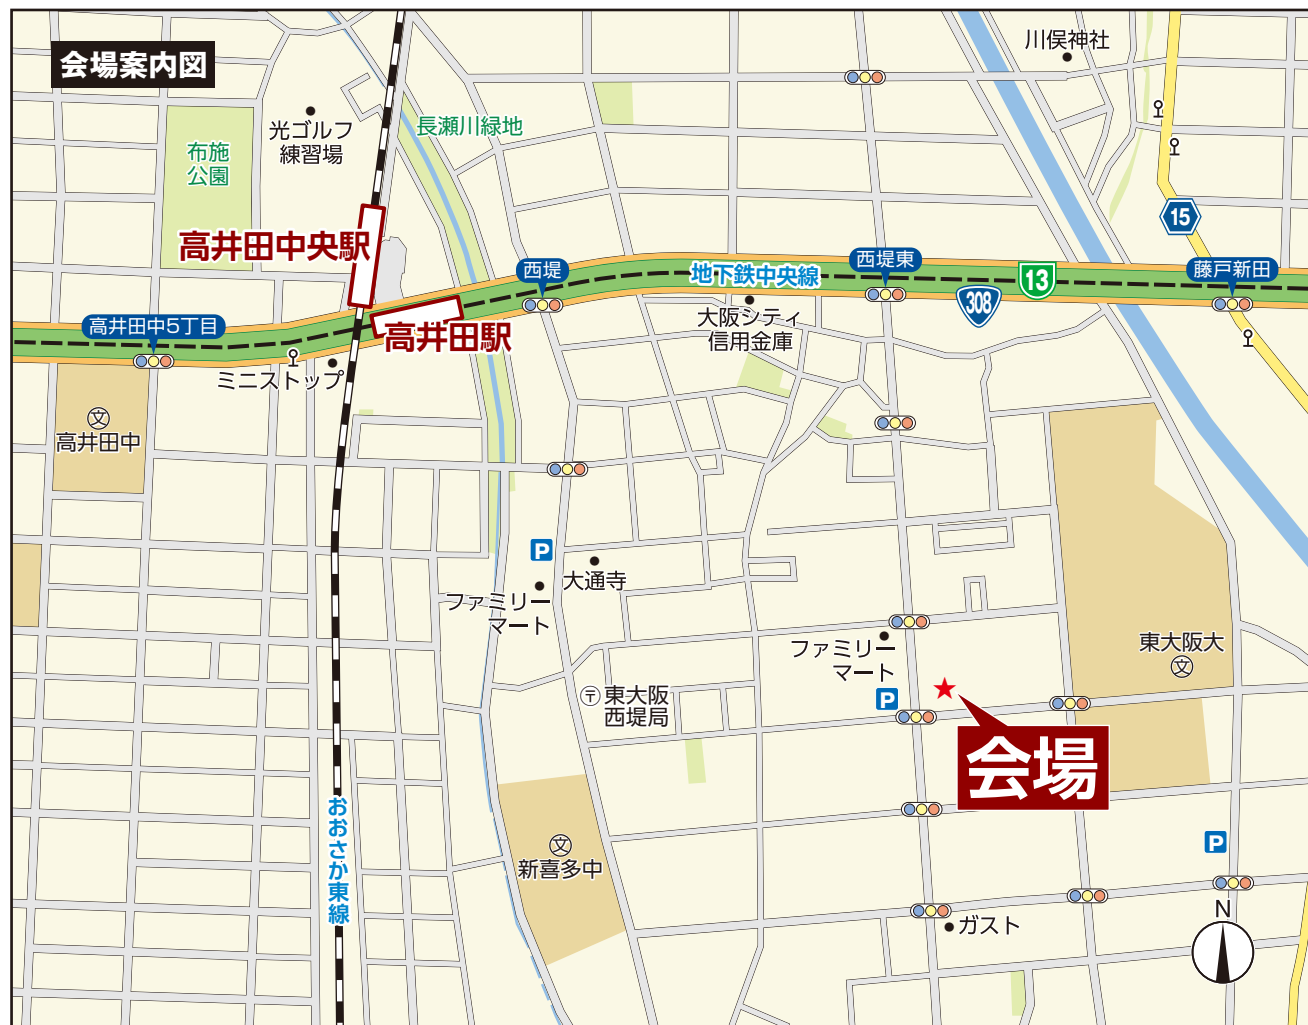 会場案内図
川俣神社
光ゴルフ
練習場
長瀬川緑地
布施
公園
15
高井田中央駅
西堤
地下鉄中央線
西堤東
13
308
藤戸新田
高井田中5丁目
高井田駅
大阪シティ
信用金庫
ミニストップ
文
高井田中
P
大通寺
ファミリー
マート
ファミリー
マート
P
東大阪大
文
〒東大阪
西堤局
会場
おおさか東線
文
新喜多中
P
ガスト
N